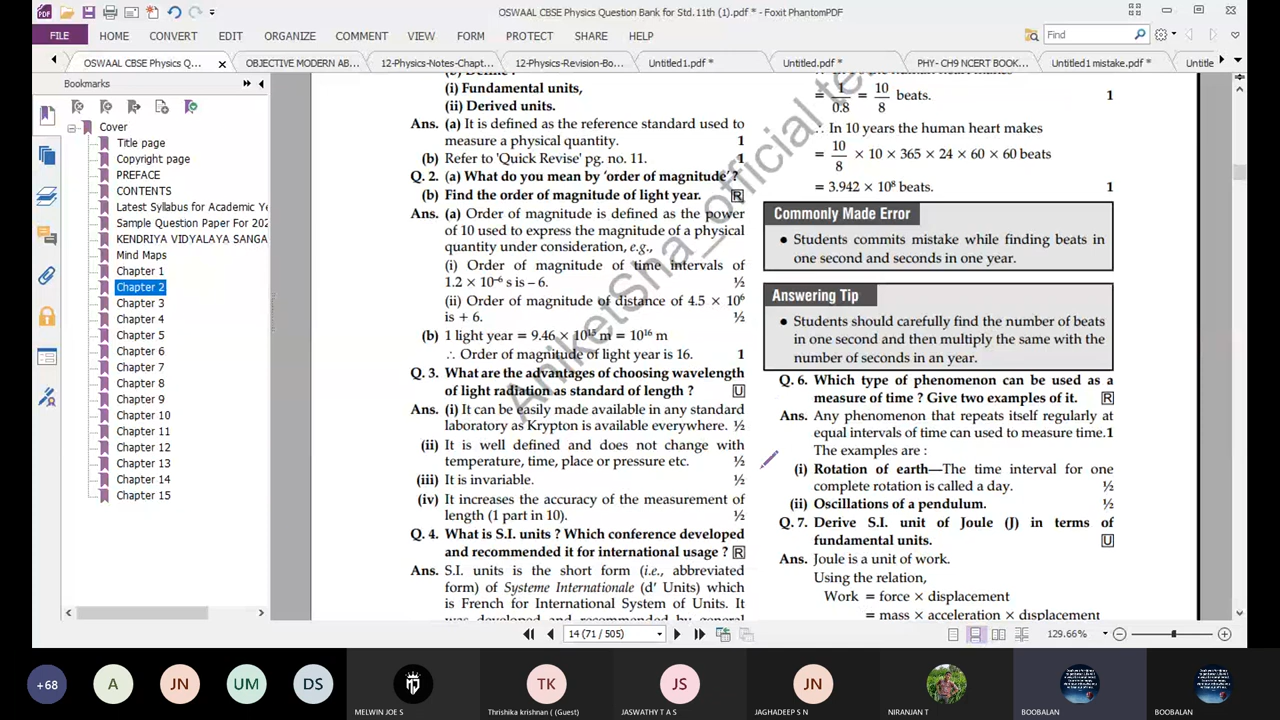 OSWAAL CBSE Physics Question Bank for Std.11th (1).pdf * - Foxit PhantomPDF
FILE HOME CONVERT EDIT ORGANIZE COMMENT VIEW FORM PROTECT SHARE HELP Find
OSWAAL CBSE Physics Q... OBJECTIVE MODERN AB... 12-Physics-Notes-Chapt... 12-Physics-Revision-Bo... Untitled1.pdf * Untitled.pdf * PHY- CH9 NCERT BOOK... Untitled1 mistake.pdf * Untitle
Bookmarks
Cover
Title page
Copyright page
PREFACE
CONTENTS
Latest Syllabus for Academic Ye
Sample Question Paper For 202
KENDRIYA VIDYALAYA SANGA
Mind Maps
Chapter 1
Chapter 2
Chapter 3
Chapter 4
Chapter 5
Chapter 6
Chapter 7
Chapter 8
Chapter 9
Chapter 10
Chapter 11
Chapter 12
Chapter 13
Chapter 14
Chapter 15
(b) Define :
(i) Fundamental units,
(ii) Derived units.
Ans. (a) It is defined as the reference standard used to
measure a physical quantity. 1
(b) Refer to 'Quick Revise' pg. no. 11. 1
Q. 2. (a) What do you mean by ‘order of magnitude’ ?
(b) Find the order of magnitude of light year. R
Ans. (a) Order of magnitude is defined as the power
of 10 used to express the magnitude of a physical
quantity under consideration, e.g.,
(i) Order of magnitude of time intervals of
1.2 × 10⁻⁶ s is – 6. ½
(ii) Order of magnitude of distance of 4.5 × 10⁶
is + 6. ½
(b) 1 light year = 9.46 × 10¹⁵ m = 10¹⁶ m
∴ Order of magnitude of light year is 16. 1
Q. 3. What are the advantages of choosing wavelength
of light radiation as standard of length ? U
Ans. (i) It can be easily made available in any standard
laboratory as Krypton is available everywhere. ½
(ii) It is well defined and does not change with
temperature, time, place or pressure etc. ½
(iii) It is invariable. ½
(iv) It increases the accuracy of the measurement of
length (1 part in 10). ½
Q. 4. What is S.I. units ? Which conference developed
and recommended it for international usage ? R
Ans. S.I. units is the short form (i.e., abbreviated
form) of Systeme Internationale (d’ Units) which
is French for International System of Units. It
was developed and recommended by general
= 1/0.8 = 10/8 beats. 1
∴ In 10 years the human heart makes
= 10/8 × 10 × 365 × 24 × 60 × 60 beats
= 3.942 × 10⁸ beats. 1
Commonly Made Error
● Students commits mistake while finding beats in
one second and seconds in one year.
Answering Tip
● Students should carefully find the number of beats
in one second and then multiply the same with the
number of seconds in an year.
Q. 6. Which type of phenomenon can be used as a
measure of time ? Give two examples of it. R
Ans. Any phenomenon that repeats itself regularly at
equal intervals of time can used to measure time.1
The examples are :
(i) Rotation of earth—The time interval for one
complete rotation is called a day. ½
(ii) Oscillations of a pendulum. ½
Q. 7. Derive S.I. unit of Joule (J) in terms of
fundamental units. U
Ans. Joule is a unit of work.
Using the relation,
Work = force × displacement
= mass × acceleration × displacement
AniketSha_official te
14 (71 / 505) 129.66%
+68 A JN UM DS TK JS JN
MELWIN JOE S Thrishika krishnan ( (Guest) JASWATHY T A S JAGHADEEP S N NIRANJAN T BOOBALAN BOOBALAN